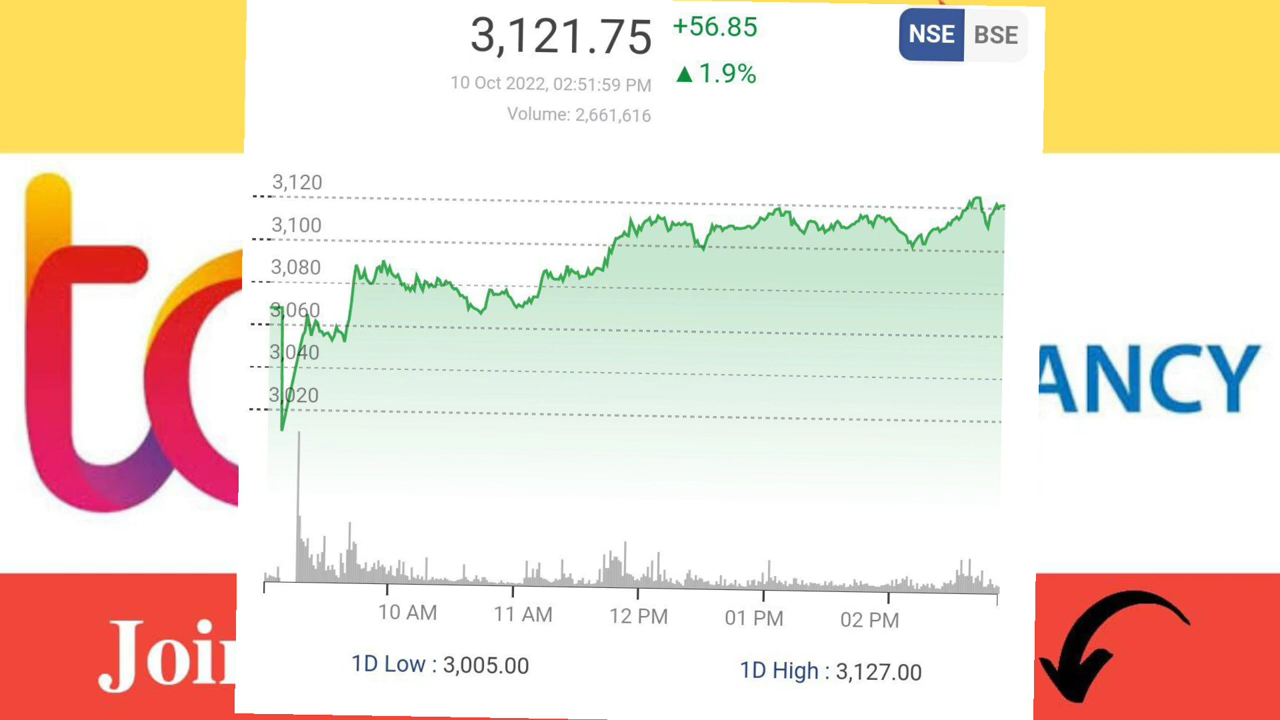 3,121.75
+56.85
▲1.9%
10 Oct 2022, 02:51:59 PM
Volume: 2,661,616
NSE BSE
3,120
3,100
3,080
3,060
3,040
3,020
tc
ANCY
10 AM 11 AM 12 PM 01 PM 02 PM
1D Low : 3,005.00 1D High : 3,127.00
Joi